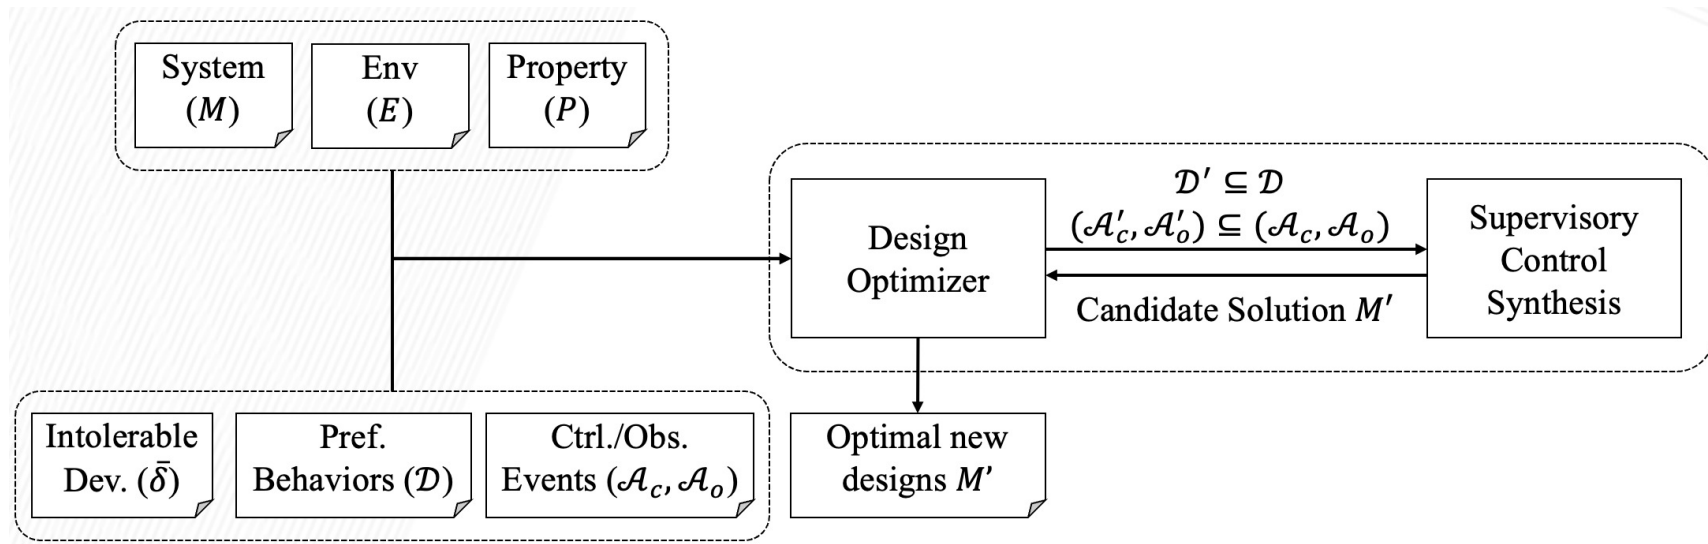 System
(M)
Env
(E)
Property
(P)
Design
Optimizer
𝒟′ ⊆ 𝒟
(𝒜′c, 𝒜′o) ⊆ (𝒜c, 𝒜o)
Candidate Solution M′
Supervisory
Control
Synthesis
Intolerable
Dev. (δ̄)
Pref.
Behaviors (𝒟)
Ctrl./Obs.
Events (𝒜c, 𝒜o)
Optimal new
designs M'